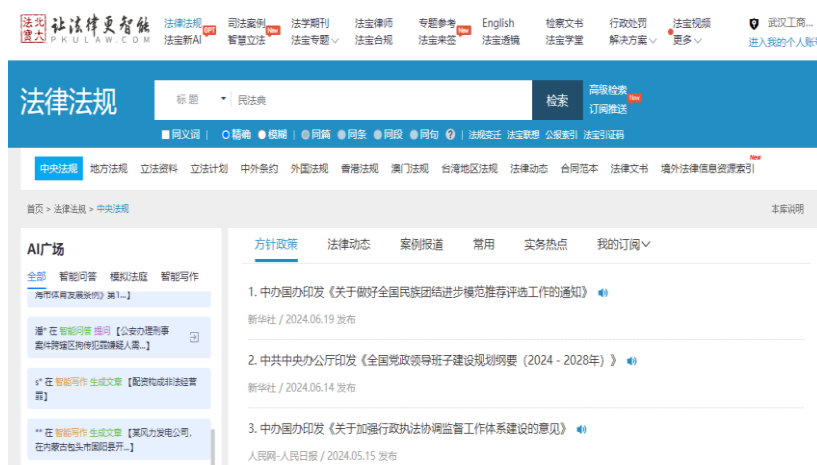 北大法宝 让法律更智能 法律法规 司法案例 法学期刊 法宝律师 专题参考 English 检察文书 行政处罚 法宝视频 武汉工商...
PKULAW.COM 法宝新AI GPT 智慧立法 New 法宝专题 法宝合规 法宝来签 New 法宝透镜 法宝学堂 解决方案 更多 进入我的个人账号
法律法规 标题 民法典 检索 高级检索
订阅推送 New
同义词 | 精确 模糊 | 同篇 同条 同段 同句 ? | 法规变迁 法宝联想 公报索引 法宝引证码
中央法规 地方法规 立法资料 立法计划 中外条约 外国法规 香港法规 澳门法规 台湾地区法规 法律动态 合同范本 法律文书 境外法律信息资源索引 New
首页 > 法律法规 > 中央法规 本库说明
AI广场
全部 智能问答 模拟法庭 智能写作
海市体育发展条例》第1...】
潘* 在 智能问答 提问 【公安办理刑事
案件跨辖区拘传犯罪嫌疑人需...】
s* 在 智能写作 生成文章 【配资构成非法经营
罪】
** 在 智能写作 生成文章 【某风力发电公司,
在内蒙古包头市固阳县开...】
方针政策 法律动态 案例报道 常用 实务热点 我的订阅
1. 中办国办印发《关于做好全国民族团结进步模范推荐评选工作的通知》
新华社 / 2024.06.19 发布
2. 中共中央办公厅印发《全国党政领导班子建设规划纲要（2024－2028年）》
新华社 / 2024.06.14 发布
3. 中办国办印发《关于加强行政执法协调监督工作体系建设的意见》
人民网-人民日报 / 2024.05.15 发布